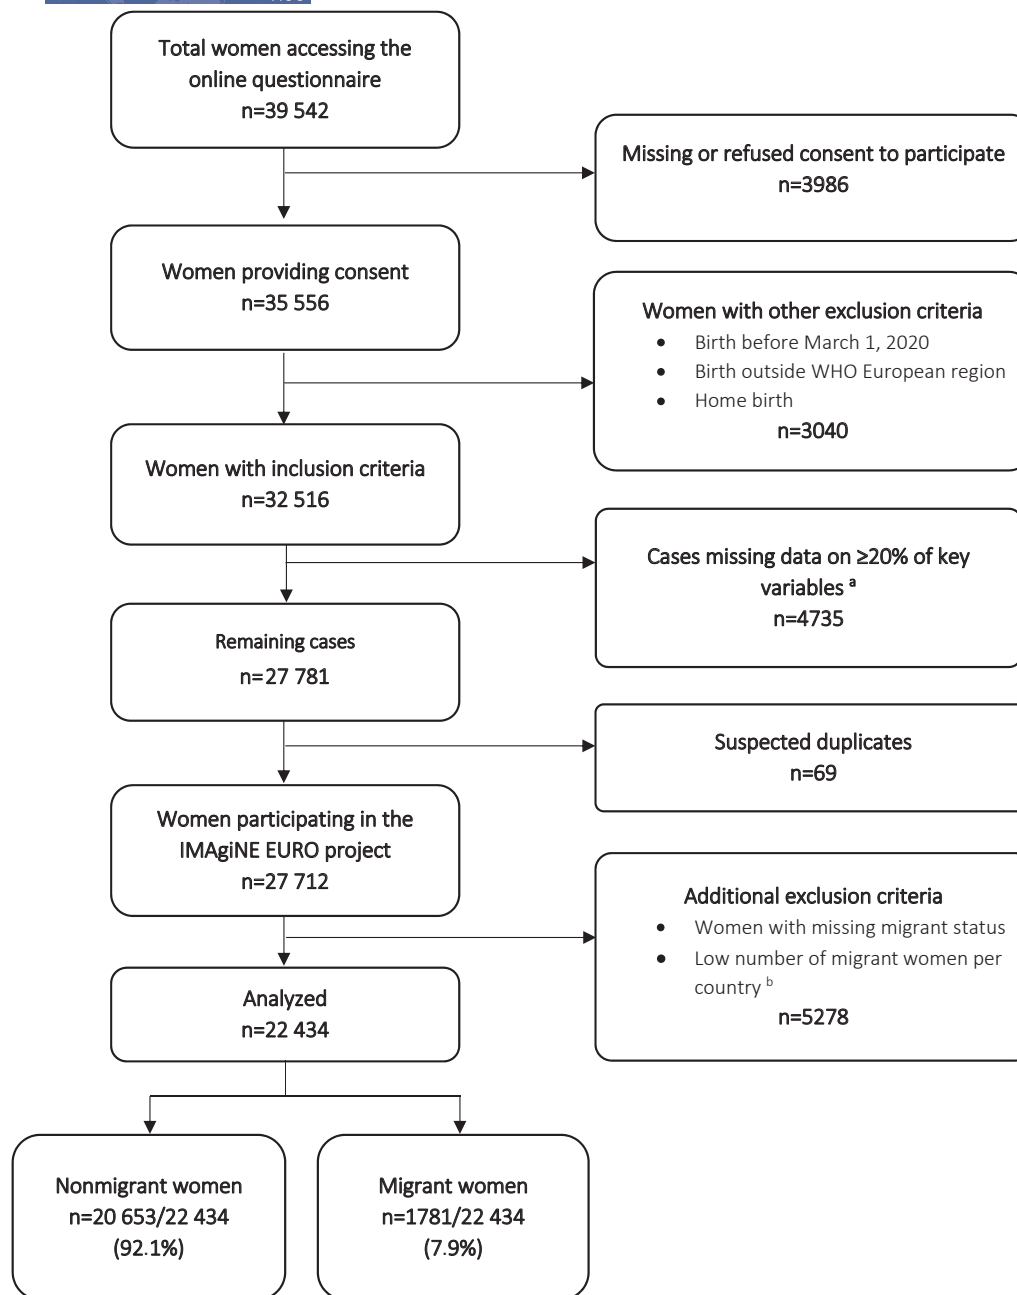 Total women accessing the
online questionnaire
n=39 542
Missing or refused consent to participate
n=3986
Women providing consent
n=35 556
Women with other exclusion criteria
• Birth before March 1, 2020
• Birth outside WHO European region
• Home birth
n=3040
Women with inclusion criteria
n=32 516
Cases missing data on ≥20% of key
variables a
n=4735
Remaining cases
n=27 781
Suspected duplicates
n=69
Women participating in the
IMAgiNE EURO project
n=27 712
Additional exclusion criteria
• Women with missing migrant status
• Low number of migrant women per
country b
n=5278
Analyzed
n=22 434
Nonmigrant women
n=20 653/22 434
(92.1%)
Migrant women
n=1781/22 434
(7.9%)